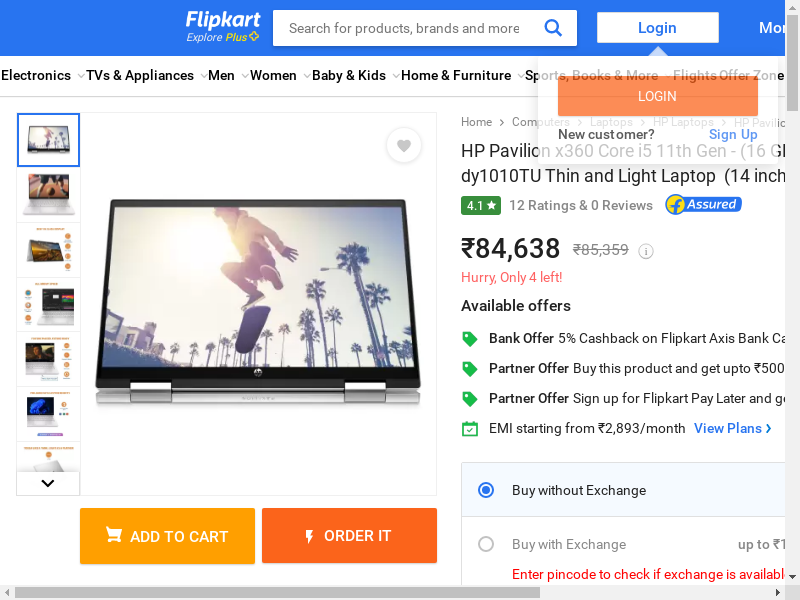 Flipkart
Explore Plus
Search for products, brands and more
Login
Electronics
TVs & Appliances
Men
Women
Baby & Kids
Home & Furniture
Sports, Books & More
Flights
Offer Zone
LOGIN
New customer?
Sign Up
Home
Computers
Laptops
HP Laptops
HP
HP Pavilion x360 Core i5 11th Gen - (16
dy1010TU Thin and Light Laptop (14 inch
4.1
12 Ratings & 0 Reviews
Assured
₹84,638
₹85,359
Hurry, Only 4 left!
Available offers
Bank Offer 5% Cashback on Flipkart Axis Bank
Partner Offer Buy this product and get upto ₹500
Partner Offer Sign up for Flipkart Pay Later and
EMI starting from ₹2,893/month View Plans
Buy without Exchange
Buy with Exchange
up to
Enter pincode to check if exchange is
ADD TO CART
ORDER IT